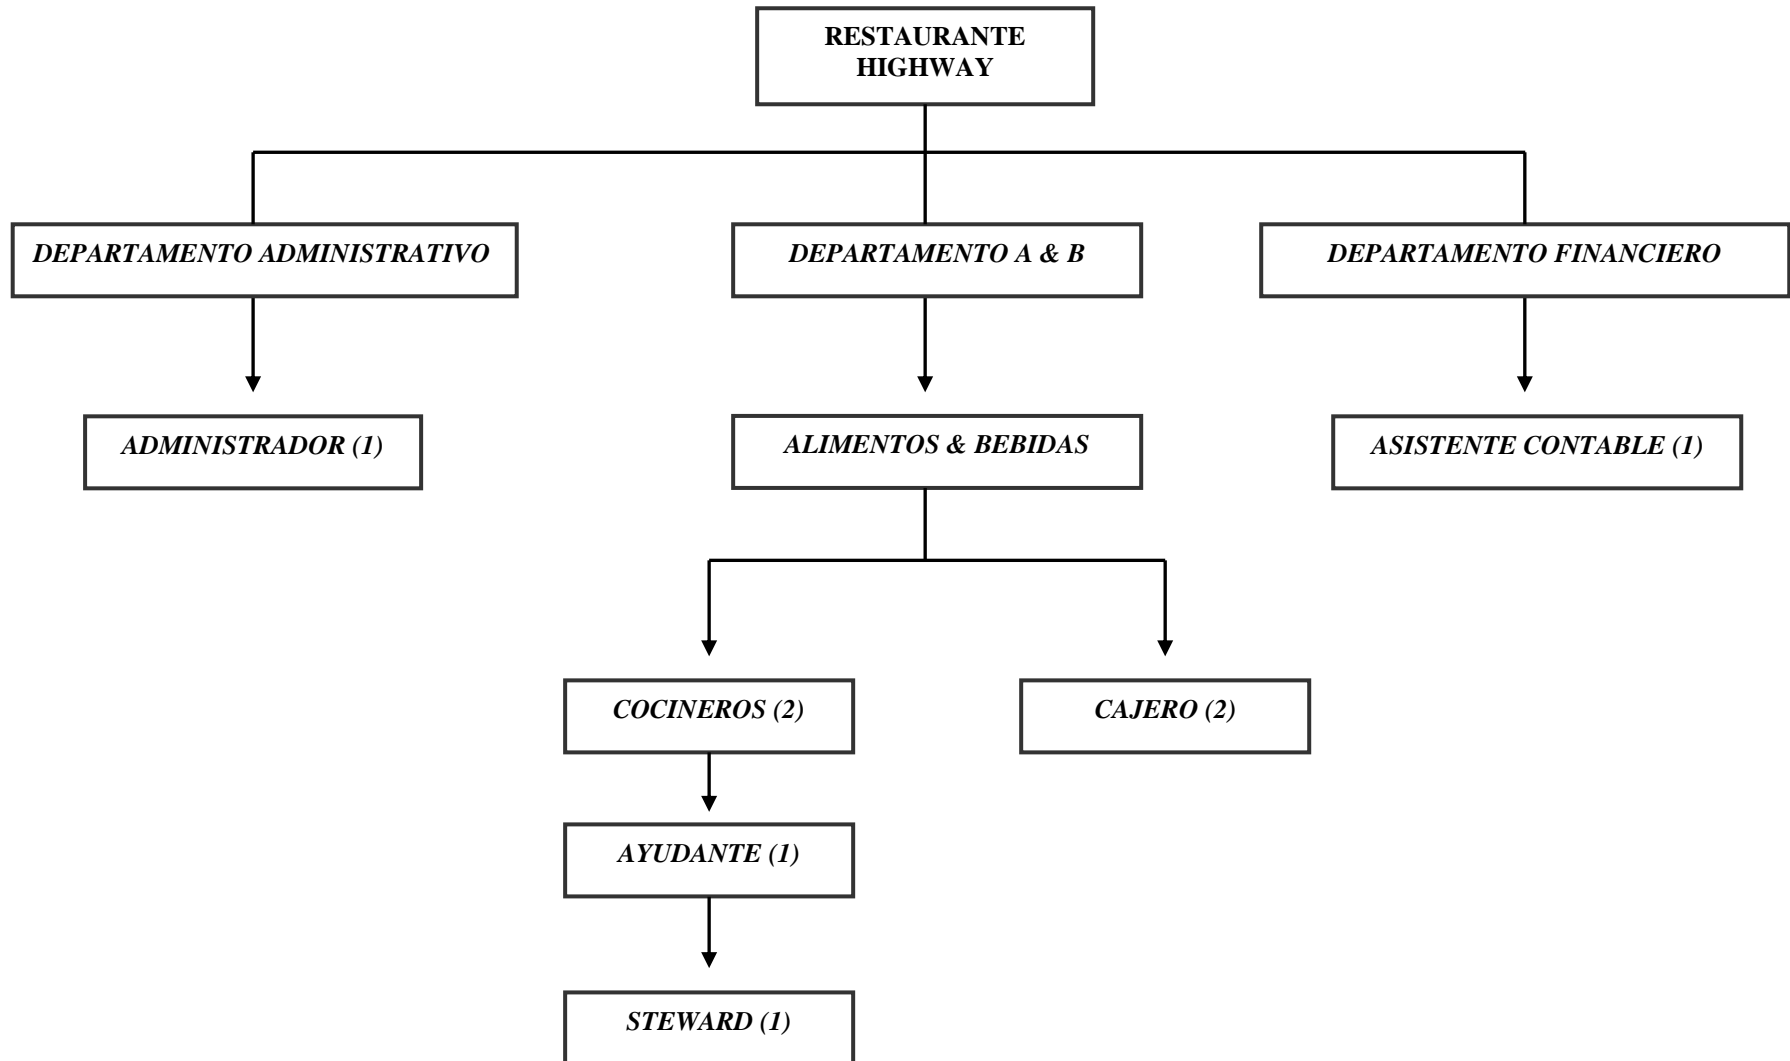 RESTAURANTE
HIGHWAY
DEPARTAMENTO ADMINISTRATIVO
DEPARTAMENTO A & B
DEPARTAMENTO FINANCIERO
ADMINISTRADOR (1)
ALIMENTOS & BEBIDAS
ASISTENTE CONTABLE (1)
COCINEROS (2)
CAJERO (2)
AYUDANTE (1)
STEWARD (1)